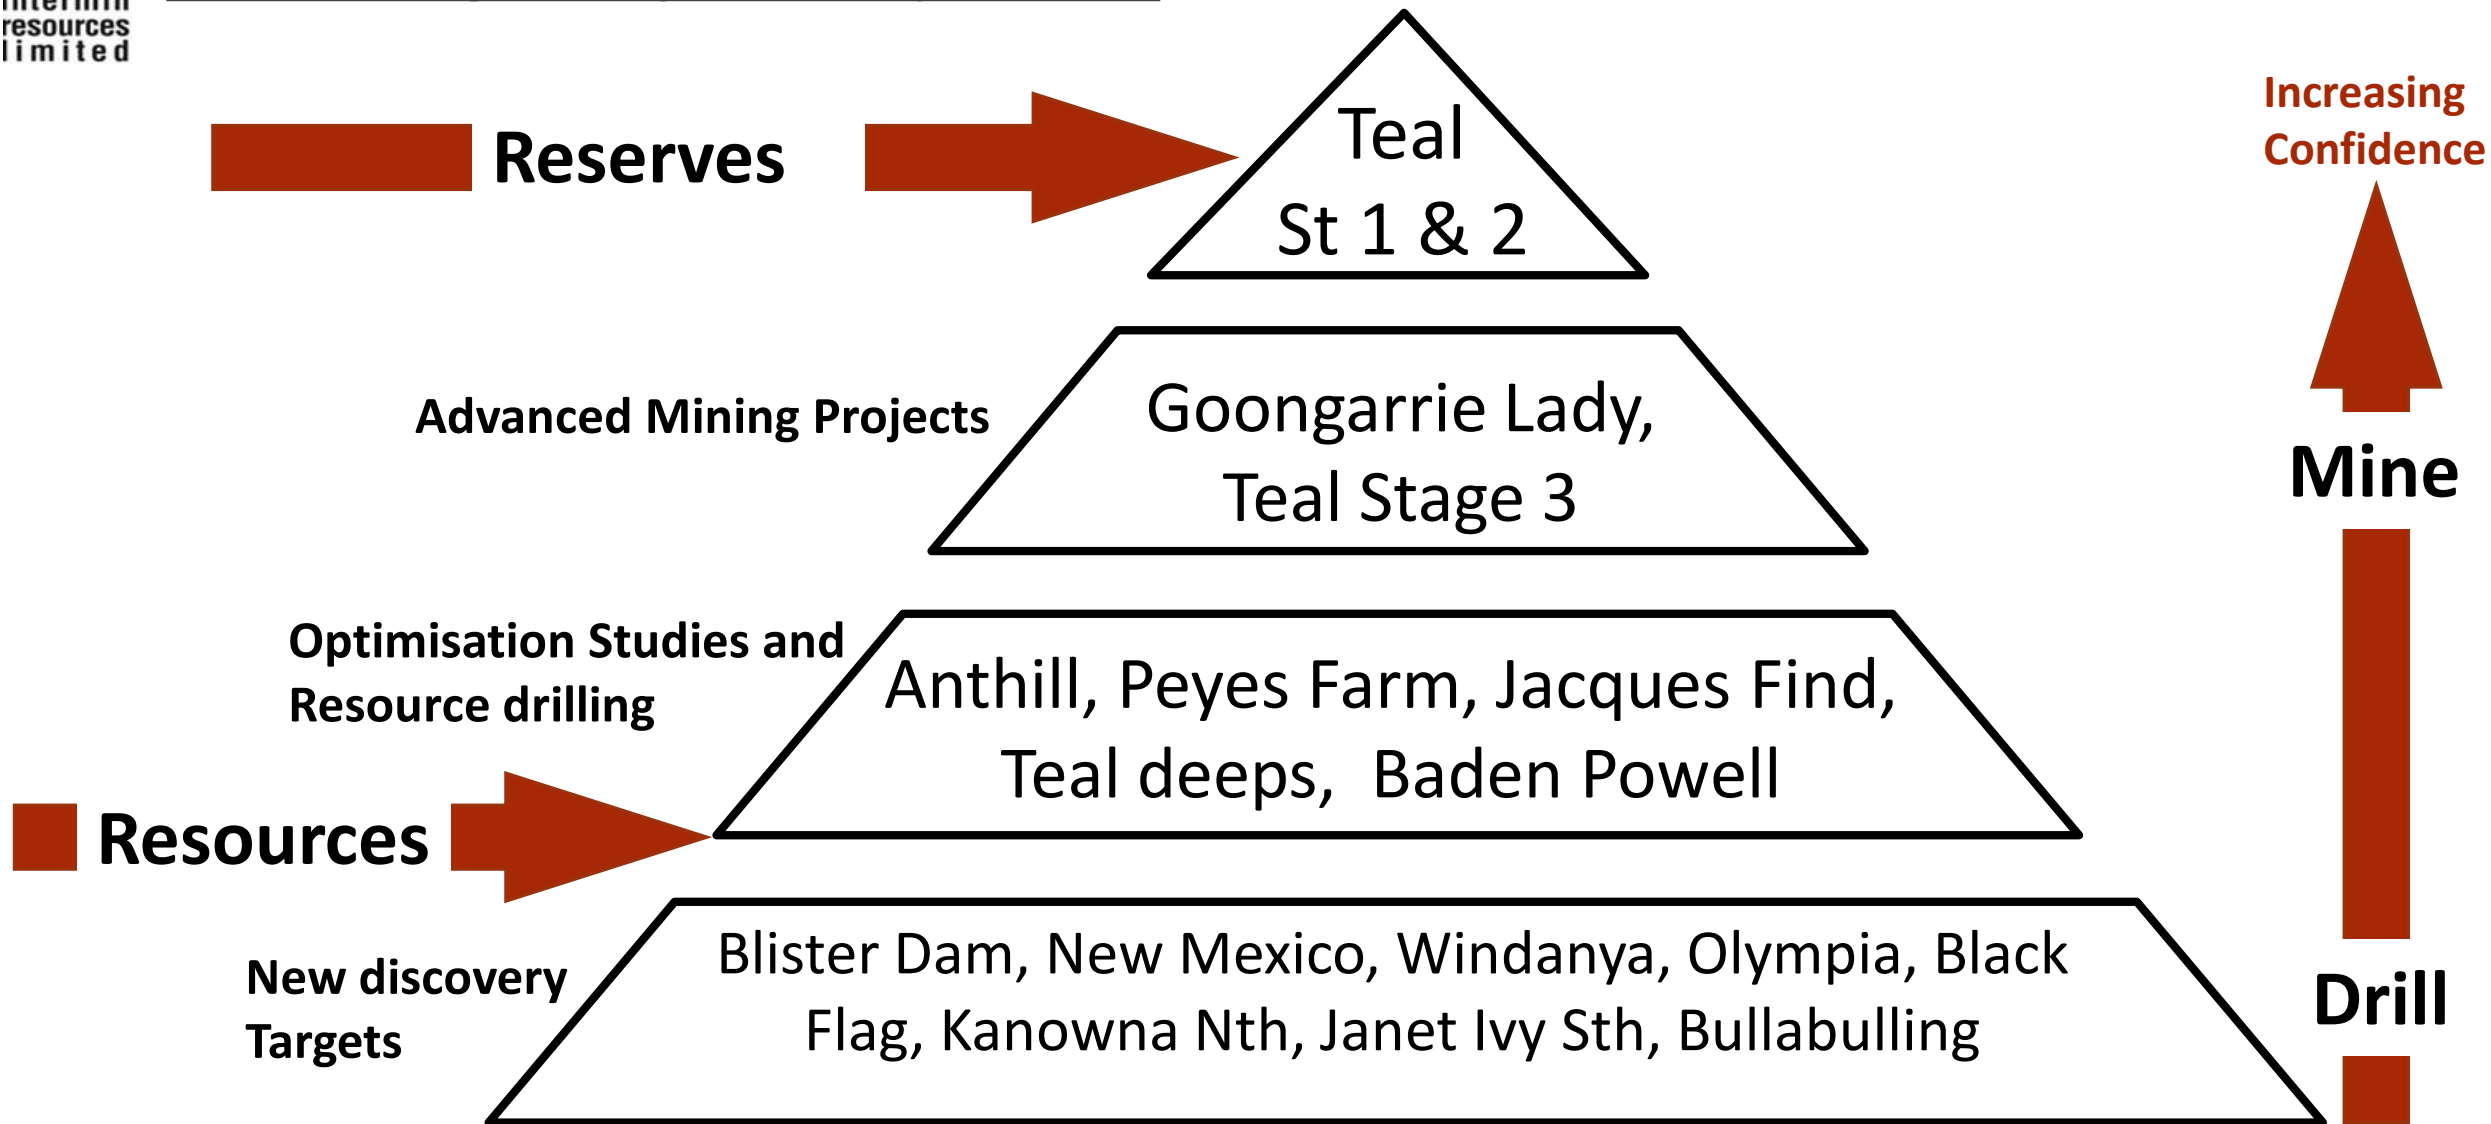 resources
limited
Increasing
Confidence
Reserves
Teal
St 1 & 2
Advanced Mining Projects
Goongarrie Lady,
Teal Stage 3
Mine
Optimisation Studies and
Resource drilling
Anthill, Peyes Farm, Jacques Find,
Teal deeps, Baden Powell
Resources
New discovery
Targets
Blister Dam, New Mexico, Windanya, Olympia, Black
Flag, Kanowna Nth, Janet Ivy Sth, Bullabulling
Drill